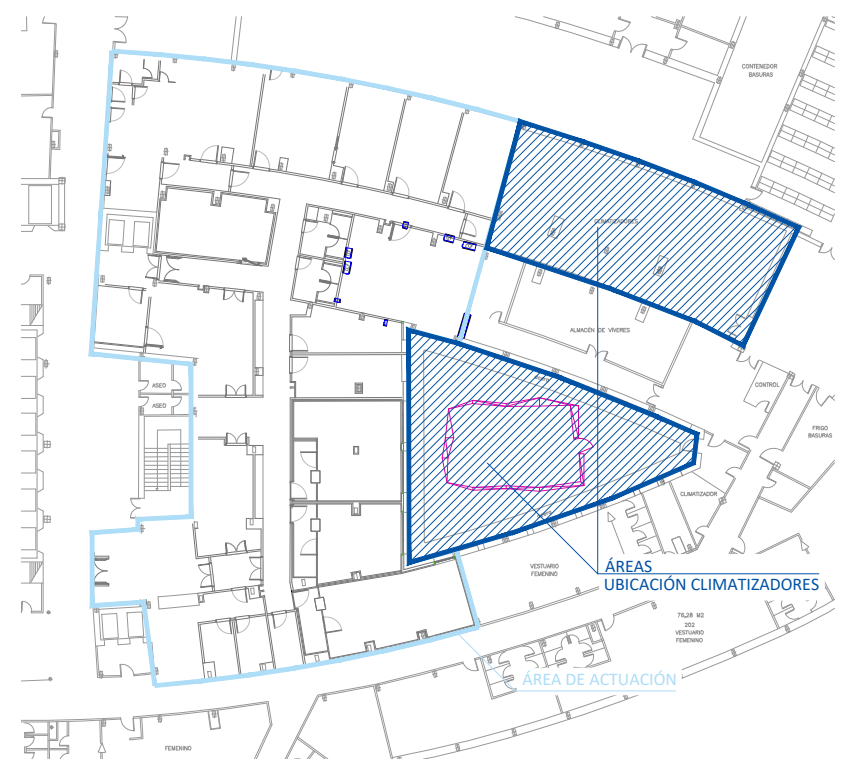 CONTENEDOR
BASURAS
CLIMATIZADORES
ALMACÉN DE VÍVERES
ASEO
ASEO
CONTROL
FRIGO
BASURAS
CLIMATIZADOR
VESTUARIO
FEMENINO
ÁREAS
UBICACIÓN CLIMATIZADORES
76,28 M2
202
VESTUARIO
FEMENINO
ÁREA DE ACTUACIÓN
FEMENINO